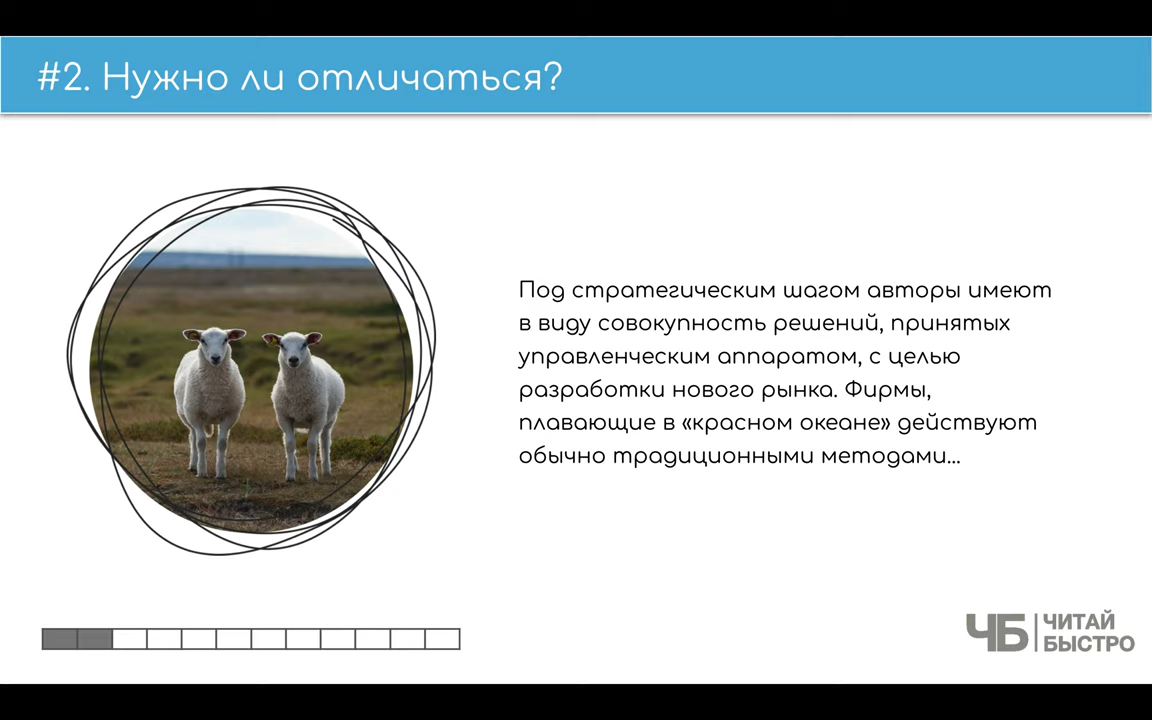 #2. Нужно ли отличаться?
Под стратегическим шагом авторы имеют
в виду совокупность решений, принятых
управленческим аппаратом, с целью
разработки нового рынка. Фирмы,
плавающие в «красном океане» действуют
обычно традиционными методами...
ЧБ ЧИТАЙ
БЫСТРО